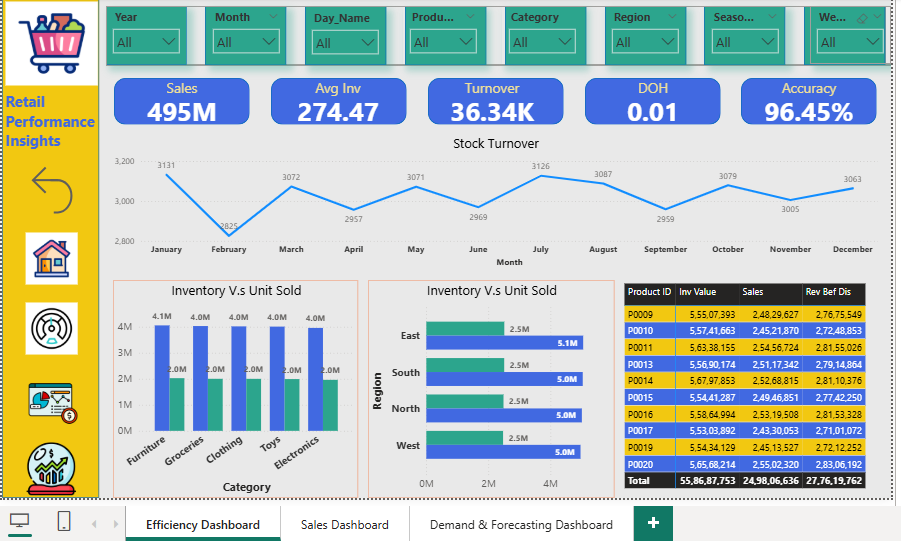 Year Month Day_Name Produ... Category Region Seaso... We...
All All All All All All All All
Retail
Performance
Insights
Sales Avg Inv Turnover DOH Accuracy
495M 274.47 36.34K 0.01 96.45%
Stock Turnover
3,200
3,000
2,800
3131 2825 3072 2957 3071 2969 3126 3087 2959 3079 3005 3063
January February March April May June July August September October November December
Month
Inventory V.s Unit Sold
4M
3M
2M
1M
0M
4.1M 4.0M 4.0M 4.0M 4.0M
2.0M 2.0M 2.0M 2.0M 2.0M
Furniture Groceries Clothing Toys Electronics
Category
Inventory V.s Unit Sold
Region
East 2.5M 5.1M
South 2.5M 5.0M
North 2.5M 5.0M
West 2.5M 5.0M
0M 2M 4M
Product ID Inv Value Sales Rev Bef Dis
P0009 5,55,07,393 2,48,29,627 2,76,75,549
P0010 5,57,41,663 2,45,21,870 2,72,48,853
P0011 5,63,38,155 2,54,56,724 2,81,55,026
P0013 5,56,90,174 2,51,17,342 2,79,14,864
P0014 5,67,97,853 2,52,68,815 2,81,10,376
P0015 5,54,41,287 2,49,46,851 2,77,42,250
P0016 5,58,64,994 2,53,19,508 2,81,53,328
P0017 5,53,03,892 2,43,30,053 2,71,01,072
P0019 5,54,34,129 2,45,13,527 2,72,12,252
P0020 5,65,68,214 2,55,02,320 2,83,06,192
Total 55,86,87,753 24,98,06,636 27,76,19,762
Efficiency Dashboard Sales Dashboard Demand & Forecasting Dashboard +